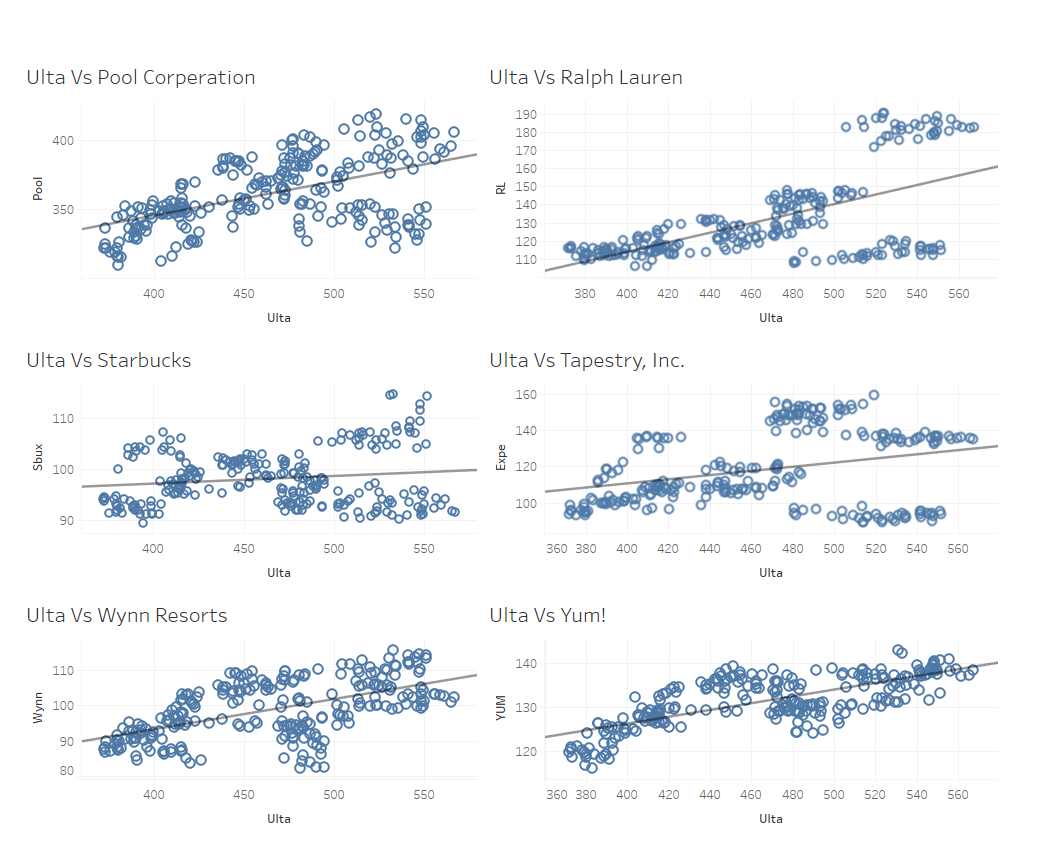 Ulta Vs Pool Corperation
400
350
Pool
400 450 500 550
Ulta
Ulta Vs Ralph Lauren
190
180
170
160
150
140
130
120
110
RL
380 400 420 440 460 480 500 520 540 560
Ulta
Ulta Vs Starbucks
110
100
90
Sbux
400 450 500 550
Ulta
Ulta Vs Tapestry, Inc.
160
140
120
100
Expe
360 380 400 420 440 460 480 500 520 540 560
Ulta
Ulta Vs Wynn Resorts
110
100
90
80
Wynn
400 450 500 550
Ulta
Ulta Vs Yum!
140
130
120
YUM
360 380 400 420 440 460 480 500 520 540 560
Ulta